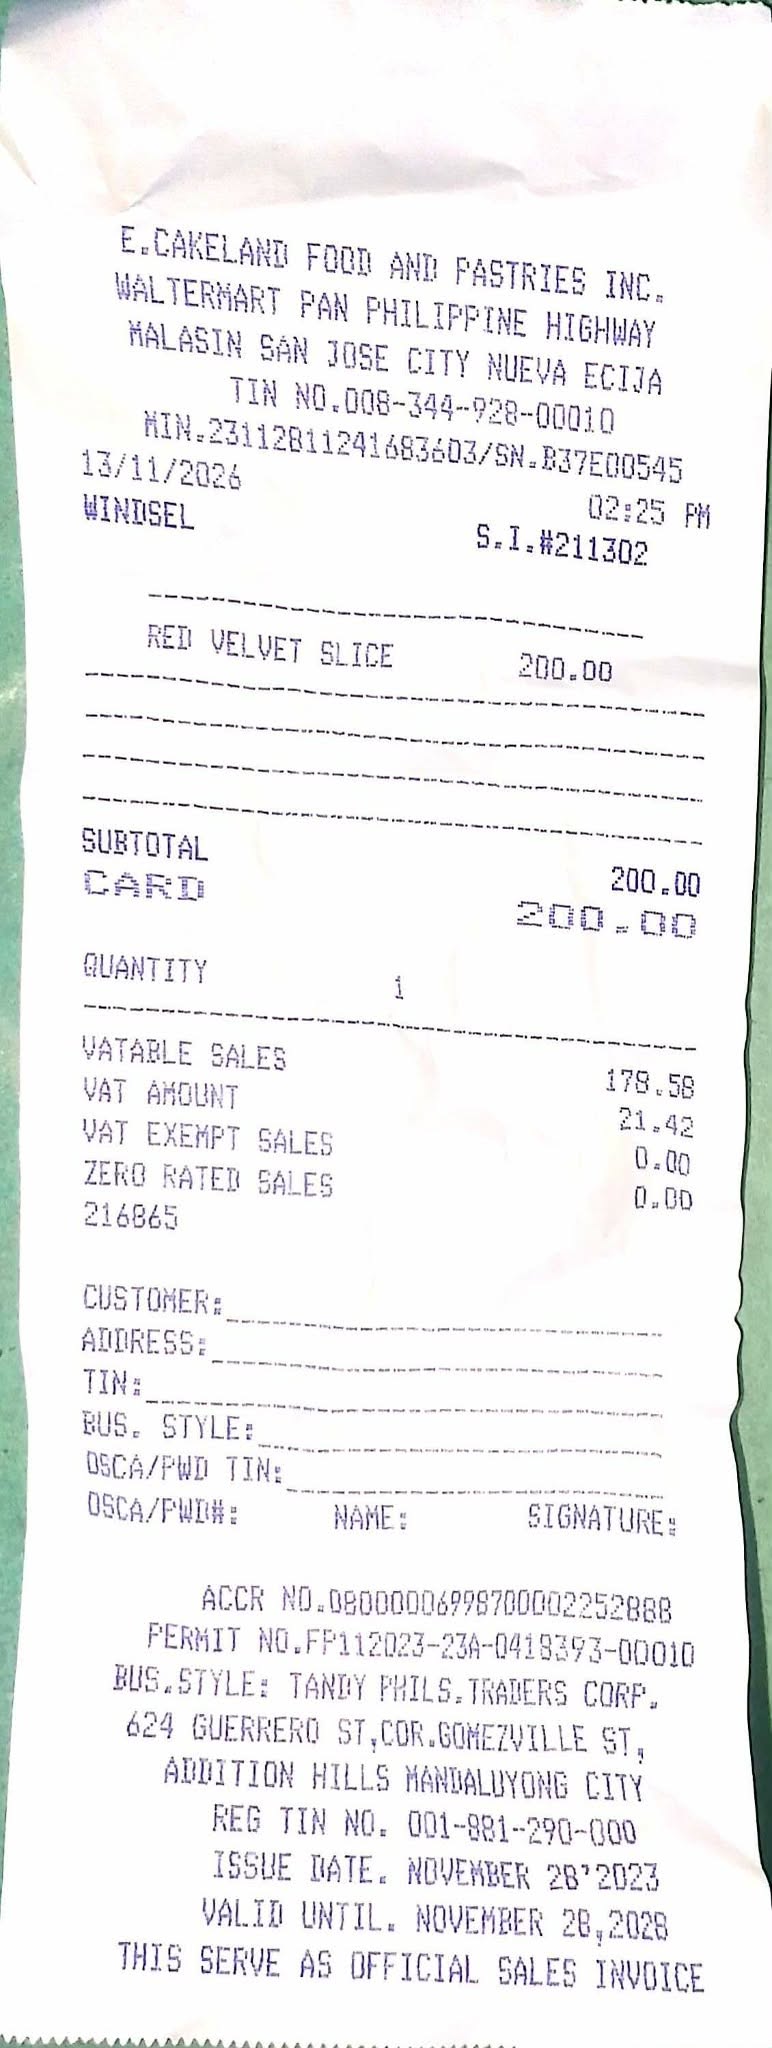 E.CAKELAND FOOD AND PASTRIES INC.
WALTERMART PAN PHILIPPINE HIGHWAY
MALASIN SAN JOSE CITY NUEVA ECIJA
TIN NO.008-344-928-00010
MIN.23112811241683603/SN.B37E00545
13/11/2026 02:25 PM
WINDSEL S.I.#211302
RED VELVET SLICE 200.00
SUBTOTAL 200.00
CARD 200.00
QUANTITY 1
VATABLE SALES 178.58
VAT AMOUNT 21.42
VAT EXEMPT SALES 0.00
ZERO RATED SALES 0.00
216865
CUSTOMER:
ADDRESS:
TIN:
BUS. STYLE:
OSCA/PWD TIN:
OSCA/PWD#: NAME: SIGNATURE:
ACCR NO.08000006998700002252888
PERMIT NO.FP112023-23A-0418393-00010
BUS.STYLE: TANDY PHILS.TRADERS CORP.
624 GUERRERO ST,COR.GOMEZVILLE ST,
ADDITION HILLS MANDALUYONG CITY
REG TIN NO. 001-881-290-000
ISSUE DATE. NOVEMBER 28'2023
VALID UNTIL. NOVEMBER 28,2028
THIS SERVE AS OFFICIAL SALES INVOICE